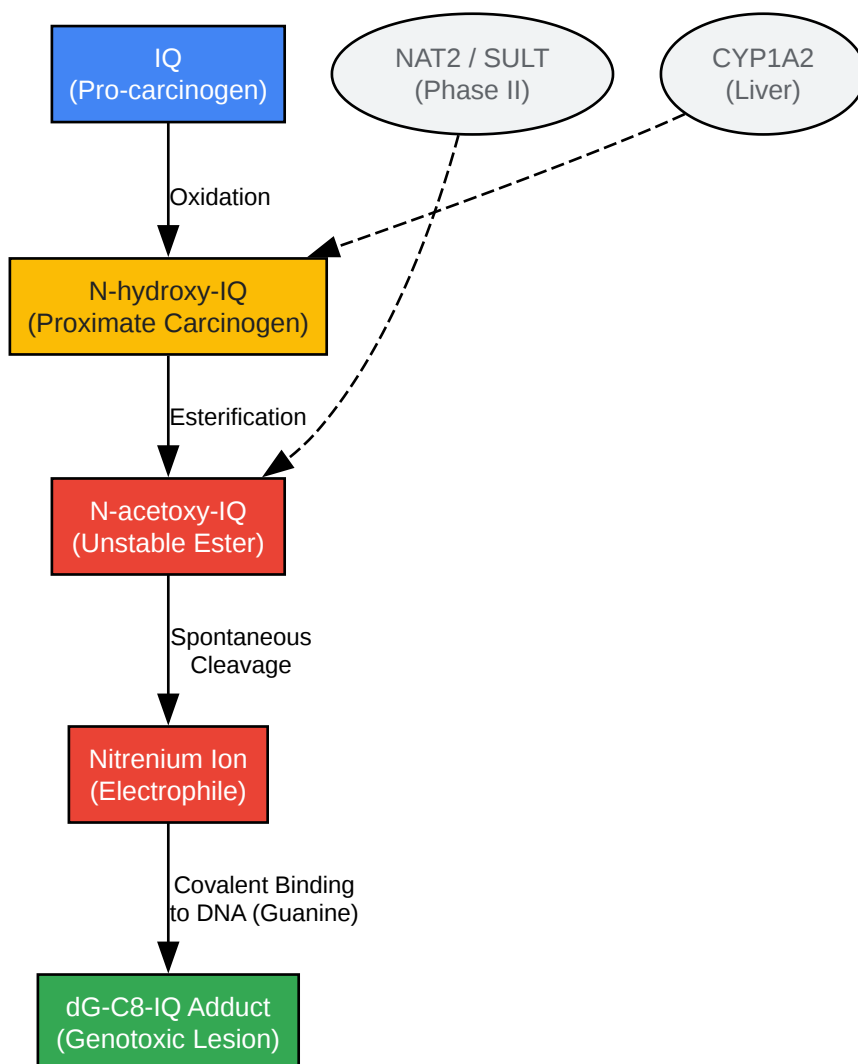 IQ
(Pro-carcinogen)
NAT2 / SULT
(Phase II)
CYP1A2
(Liver)
Oxidation
N-hydroxy-IQ
(Proximate Carcinogen)
Esterification
N-acetoxy-IQ
(Unstable Ester)
Spontaneous
Cleavage
Nitrenium Ion
(Electrophile)
Covalent Binding
to DNA (Guanine)
dG-C8-IQ Adduct
(Genotoxic Lesion)